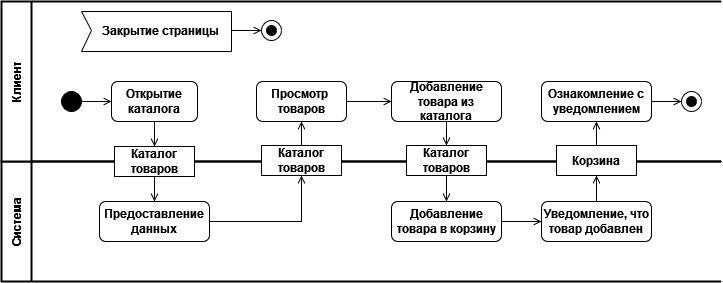 Клиент
Закрытие страницы
Открытие
каталога
Просмотр
товаров
Добавление
товара из
каталога
Ознакомление с
уведомлением
Каталог
товаров
Каталог
товаров
Каталог
товаров
Корзина
Система
Предоставление
данных
Добавление
товара в корзину
Уведомление, что
товар добавлен